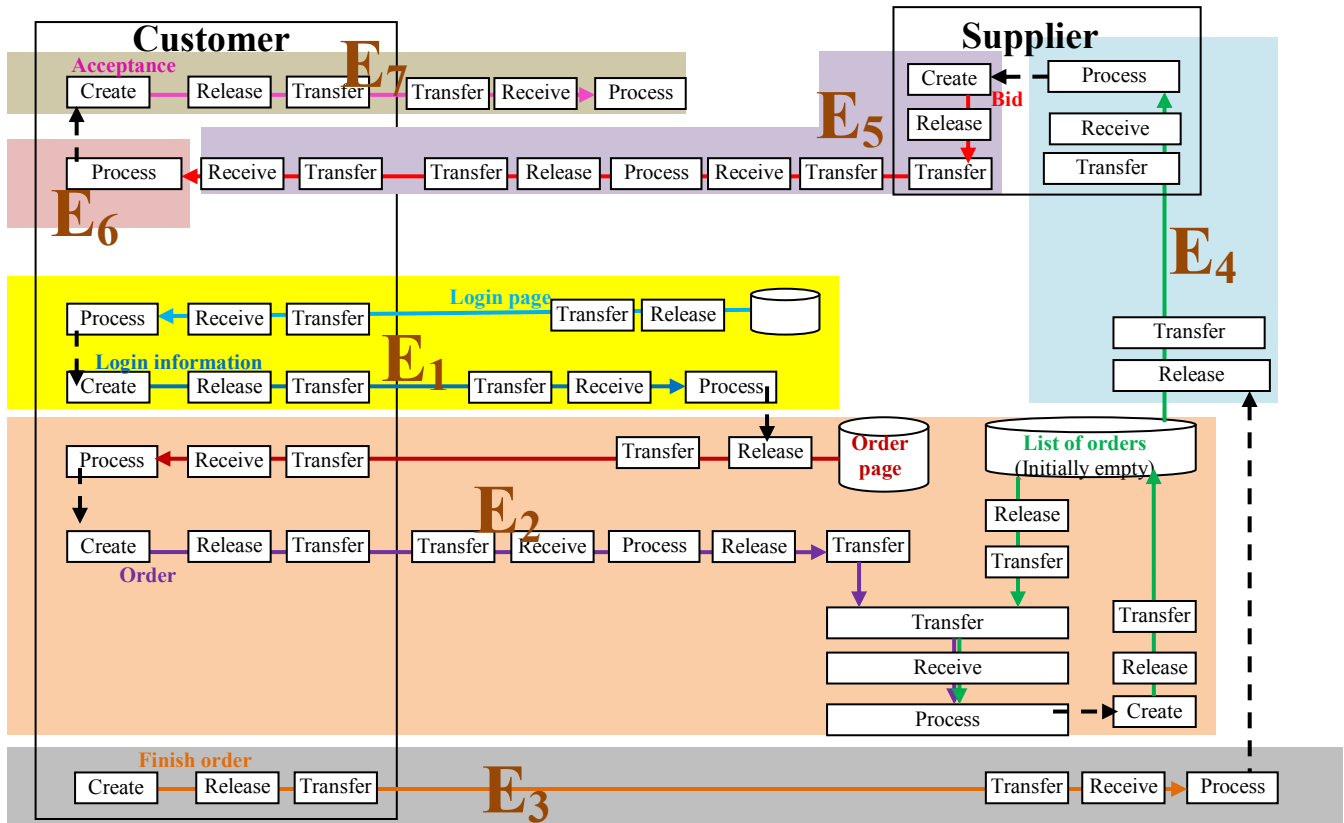 Customer
Supplier
E7
Acceptance
Create
Release
Transfer
Transfer
Receive
Process
E5
Create
Bid
Release
Process
Receive
Transfer
Process
Receive
Transfer
Transfer
Release
Process
Receive
Transfer
Transfer
E6
E4
Login page
Process
Receive
Transfer
Transfer
Release
E1
Login information
Create
Release
Transfer
Transfer
Receive
Process
Transfer
Release
Process
Receive
Transfer
Transfer
Release
Order
page
List of orders
(Initially empty)
E2
Create
Release
Transfer
Transfer
Receive
Process
Release
Transfer
Order
Release
Transfer
Transfer
Receive
Process
Transfer
Release
Create
Finish order
E3
Create
Release
Transfer
Transfer
Receive
Process